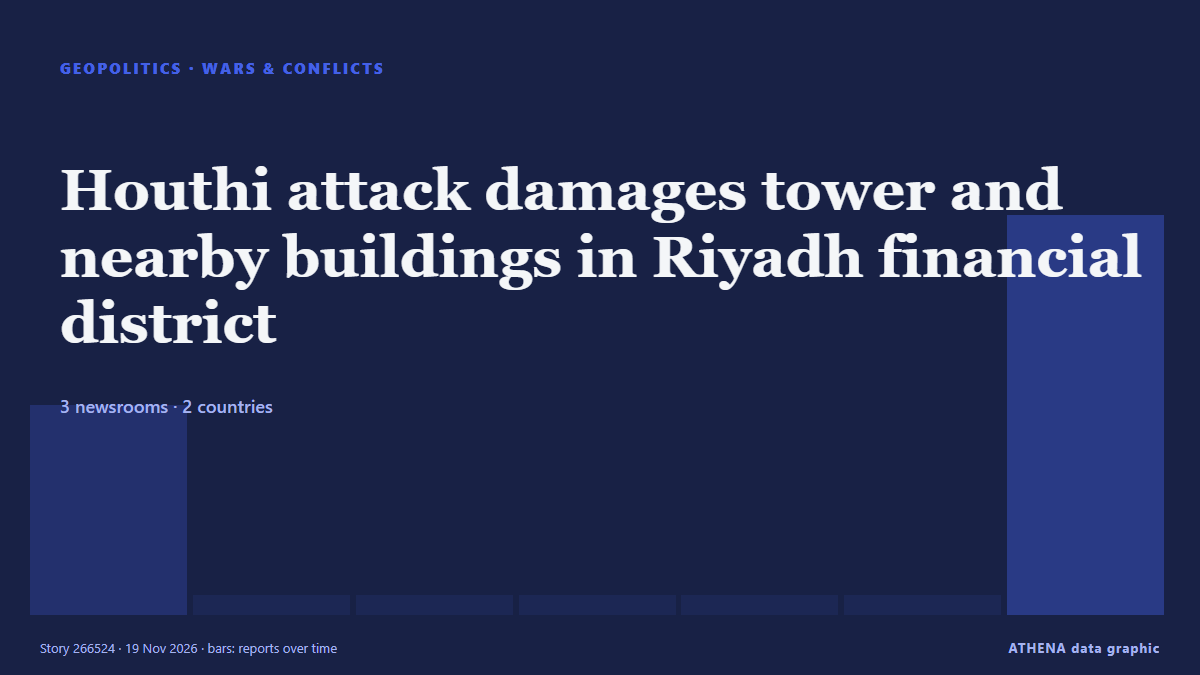 GEOPOLITICS · WARS & CONFLICTS
Houthi attack damages tower and
nearby buildings in Riyadh financial
district
3 newsrooms · 2 countries
Story 266524 · 19 Nov 2026 · bars: reports over time
ATHENA data graphic